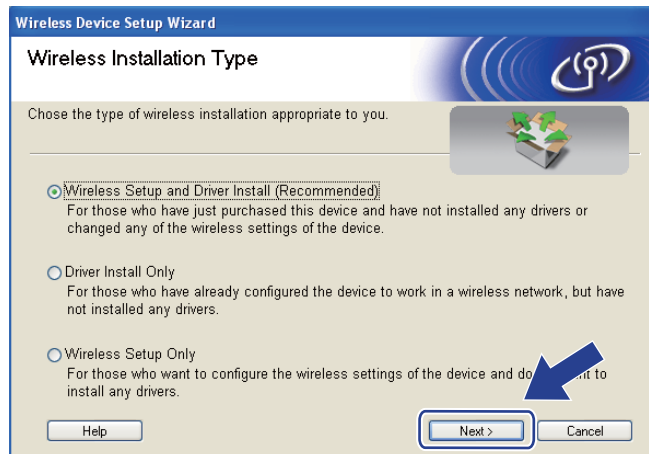 Wireless Device Setup Wizard
Wireless Installation Type
Chose the type of wireless installation appropriate to you.
Wireless Setup and Driver Install (Recommended)
For those who have just purchased this device and have not installed any drivers or
changed any of the wireless settings of the device.
Driver Install Only
For those who have already configured the device to work in a wireless network, but have
not installed any drivers.
Wireless Setup Only
For those who want to configure the wireless settings of the device and do to
install any drivers.
Help
Next >
Cancel